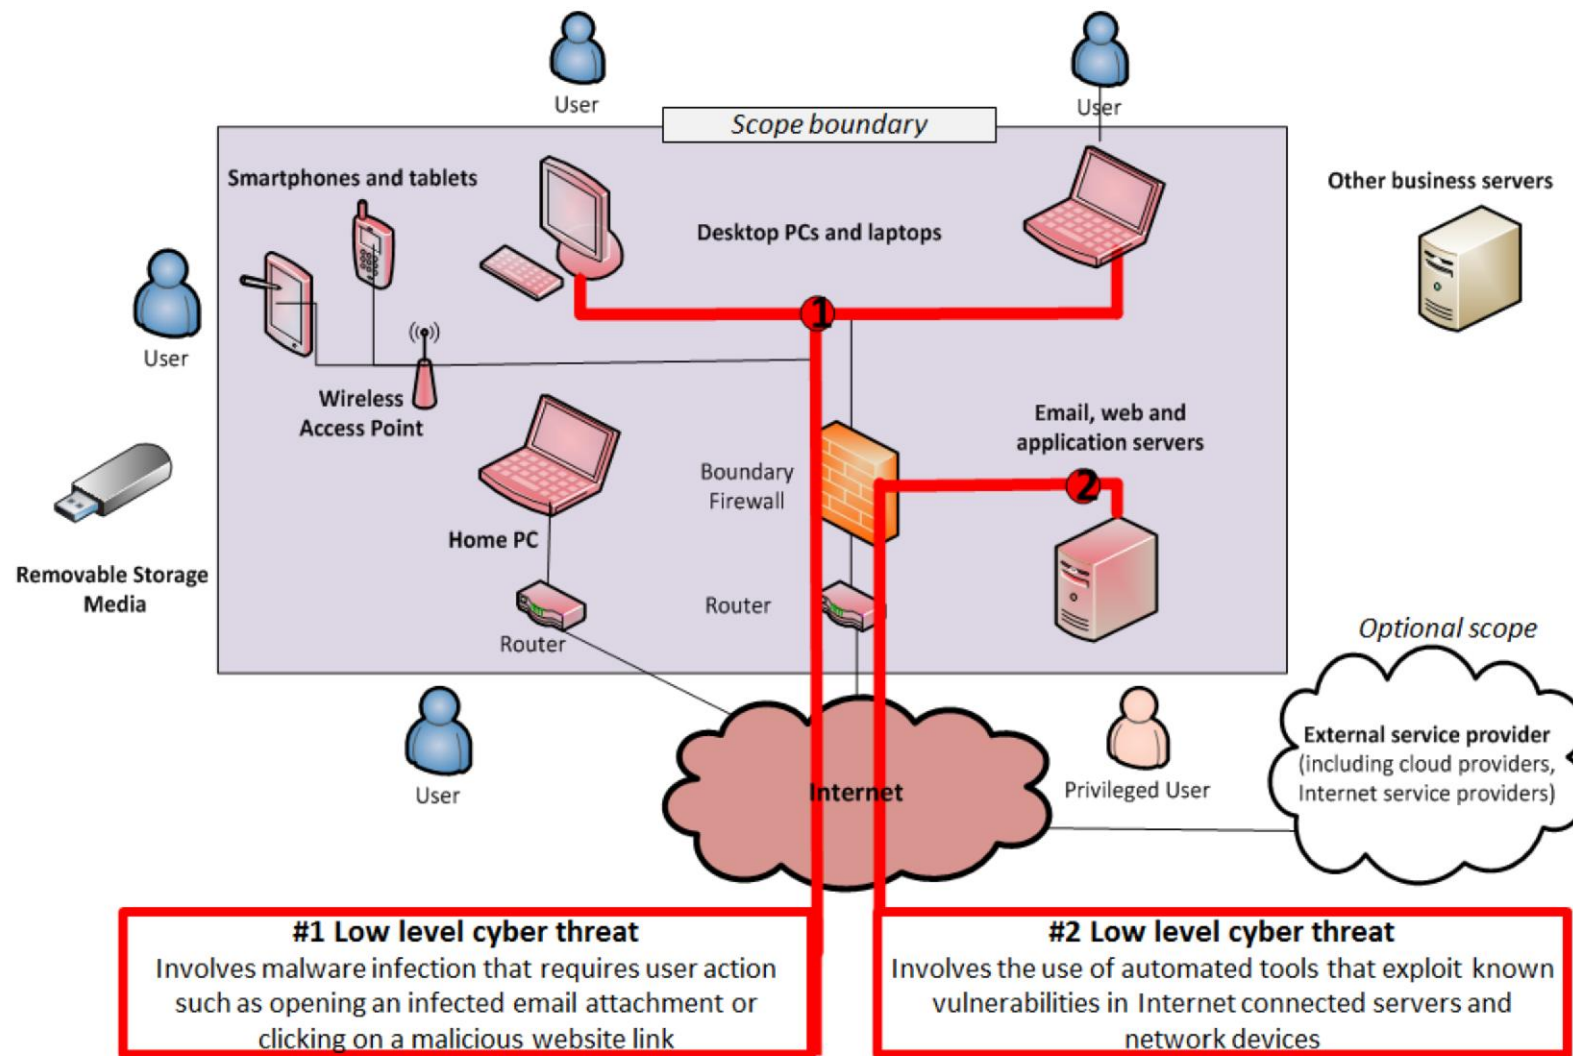 User
User
Scope boundary
Smartphones and tablets
Desktop PCs and laptops
Other business servers
1
User
Wireless
Access Point
Email, web and
application servers
Boundary
Firewall
2
Home PC
Removable Storage
Media
Router
Router
Optional scope
User
Internet
Privileged User
External service provider
(including cloud providers,
Internet service providers)
#1 Low level cyber threat
Involves malware infection that requires user action
such as opening an infected email attachment or
clicking on a malicious website link
#2 Low level cyber threat
Involves the use of automated tools that exploit known
vulnerabilities in Internet connected servers and
network devices